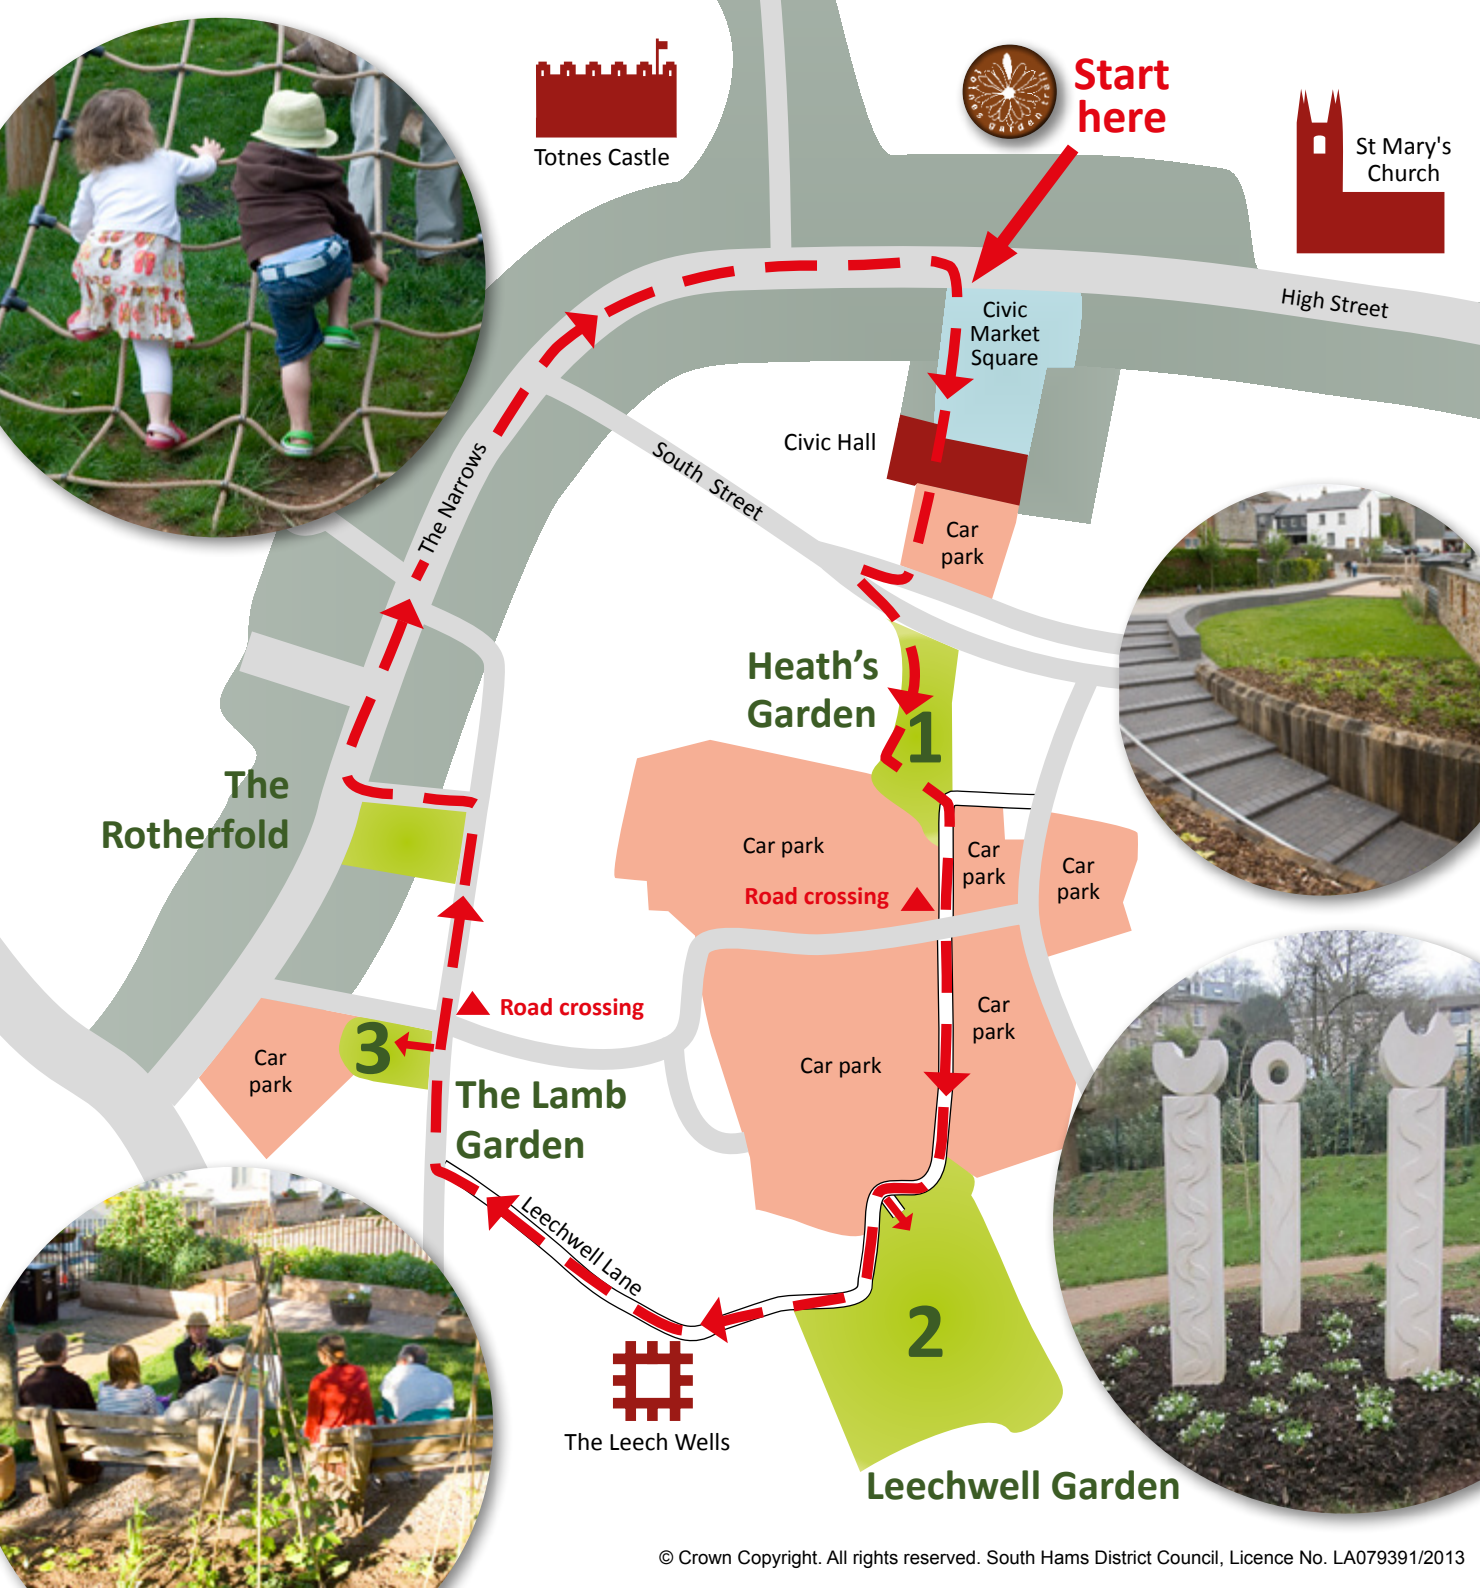 Totnes Castle
totnes garden trail
Start
here
St Mary's
Church
High Street
Civic
Market
Square
Civic Hall
South Street
The Narrows
Car
park
Heath's
Garden
1
The
Rotherfold
Car park
Car
park
Car
park
Road crossing
Road crossing
Car
park
Car park
3
Car
park
The Lamb
Garden
Leechwell Lane
2
The Leech Wells
Leechwell Garden
© Crown Copyright. All rights reserved. South Hams District Council, Licence No. LA079391/2013